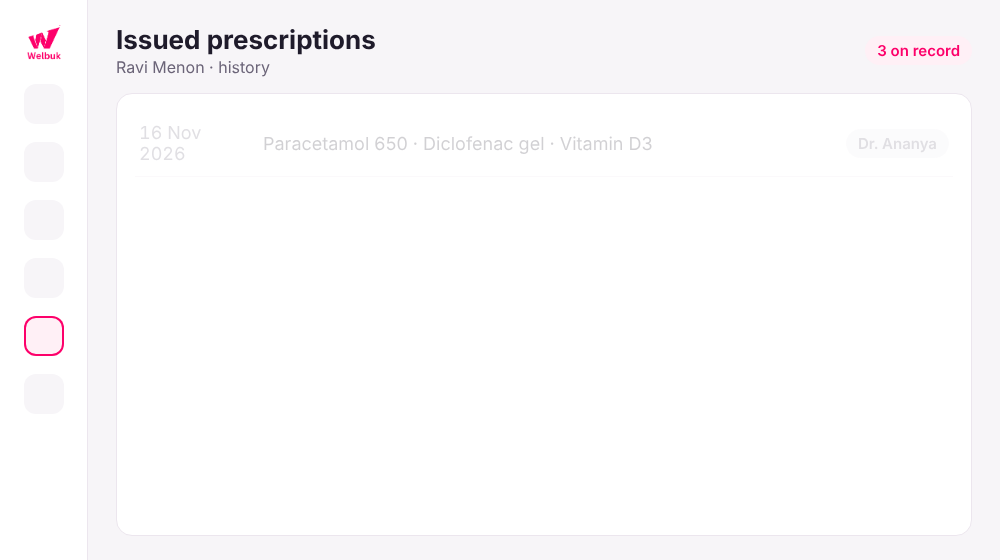 Welbuk
Issued prescriptions
Ravi Menon · history
3 on record
16 Nov
2026
Paracetamol 650 · Diclofenac gel · Vitamin D3
Dr. Ananya